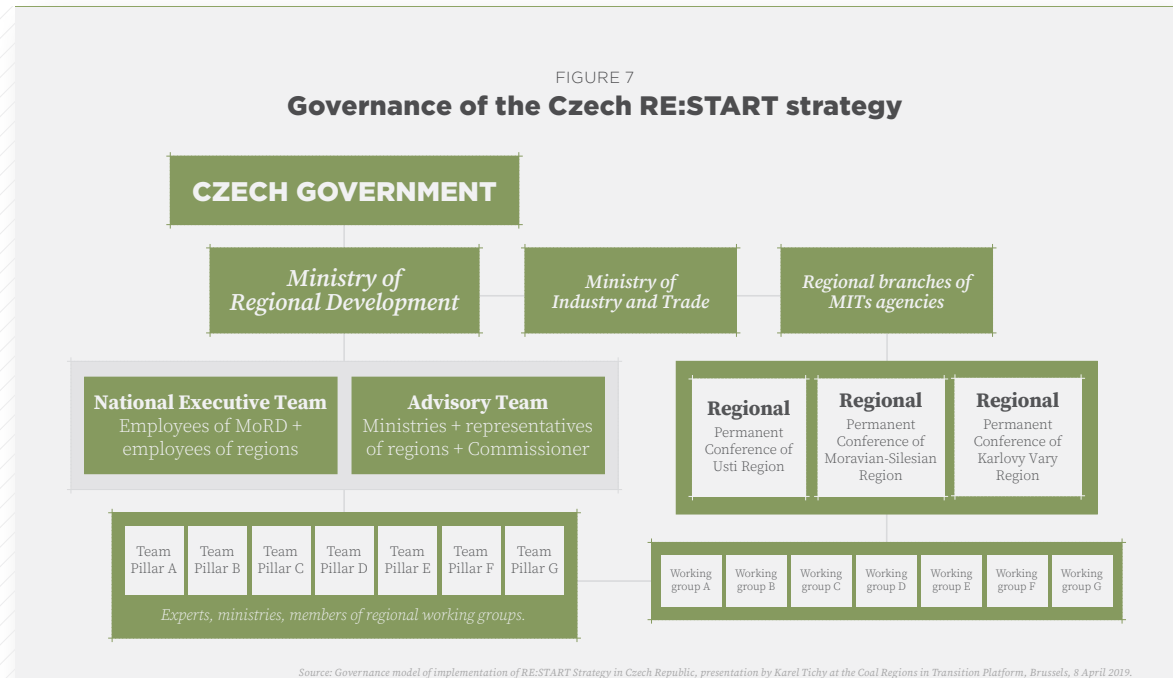 FIGURE 7
Governance of the Czech RE:START strategy
CZECH GOVERNMENT
Ministry of
Regional Development
Ministry of
Industry and Trade
Regional branches of
MITs agencies
National Executive Team
Employees of MoRD +
employees of regions
Advisory Team
Ministries + representatives
of regions + Commissioner
Regional
Permanent
Conference of
Usti Region
Regional
Permanent
Conference of
Moravian-Silesian
Region
Regional
Permanent
Conference of
Karlovy Vary
Region
Team
Pillar A
Team
Pillar B
Team
Pillar C
Team
Pillar D
Team
Pillar E
Team
Pillar F
Team
Pillar G
Experts, ministries, members of regional working groups.
Working
group A
Working
group B
Working
group C
Working
group D
Working
group E
Working
group F
Working
group G
Source: Governance model of implementation of RE:START Strategy in Czech Republic, presentation by Karel Tichy at the Coal Regions in Transition Platform, Brussels, 8 April 2019.